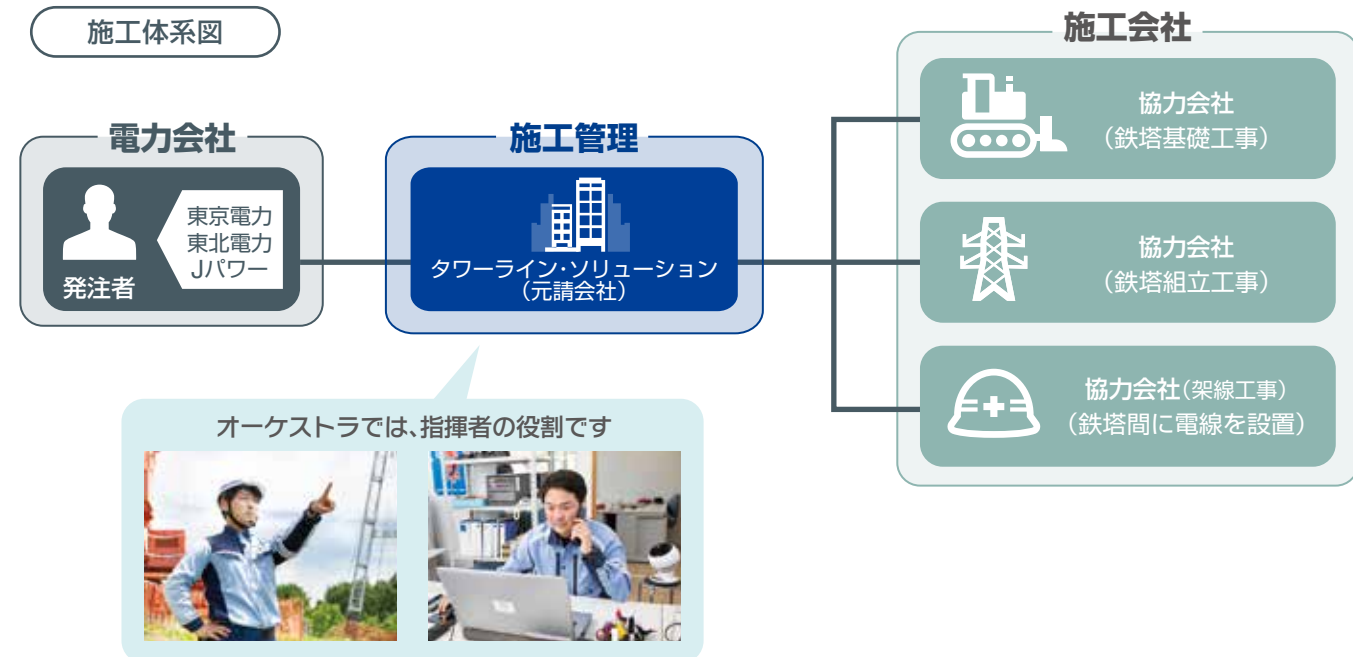 施工体系図
電力会社
東京電力
東北電力
Jパワー
発注者
施工管理
タワーライン・ソリューション
（元請会社）
オーケストラでは、指揮者の役割です
施工会社
協力会社
（鉄塔基礎工事）
協力会社
（鉄塔組立工事）
協力会社（架線工事）
（鉄塔間に電線を設置）